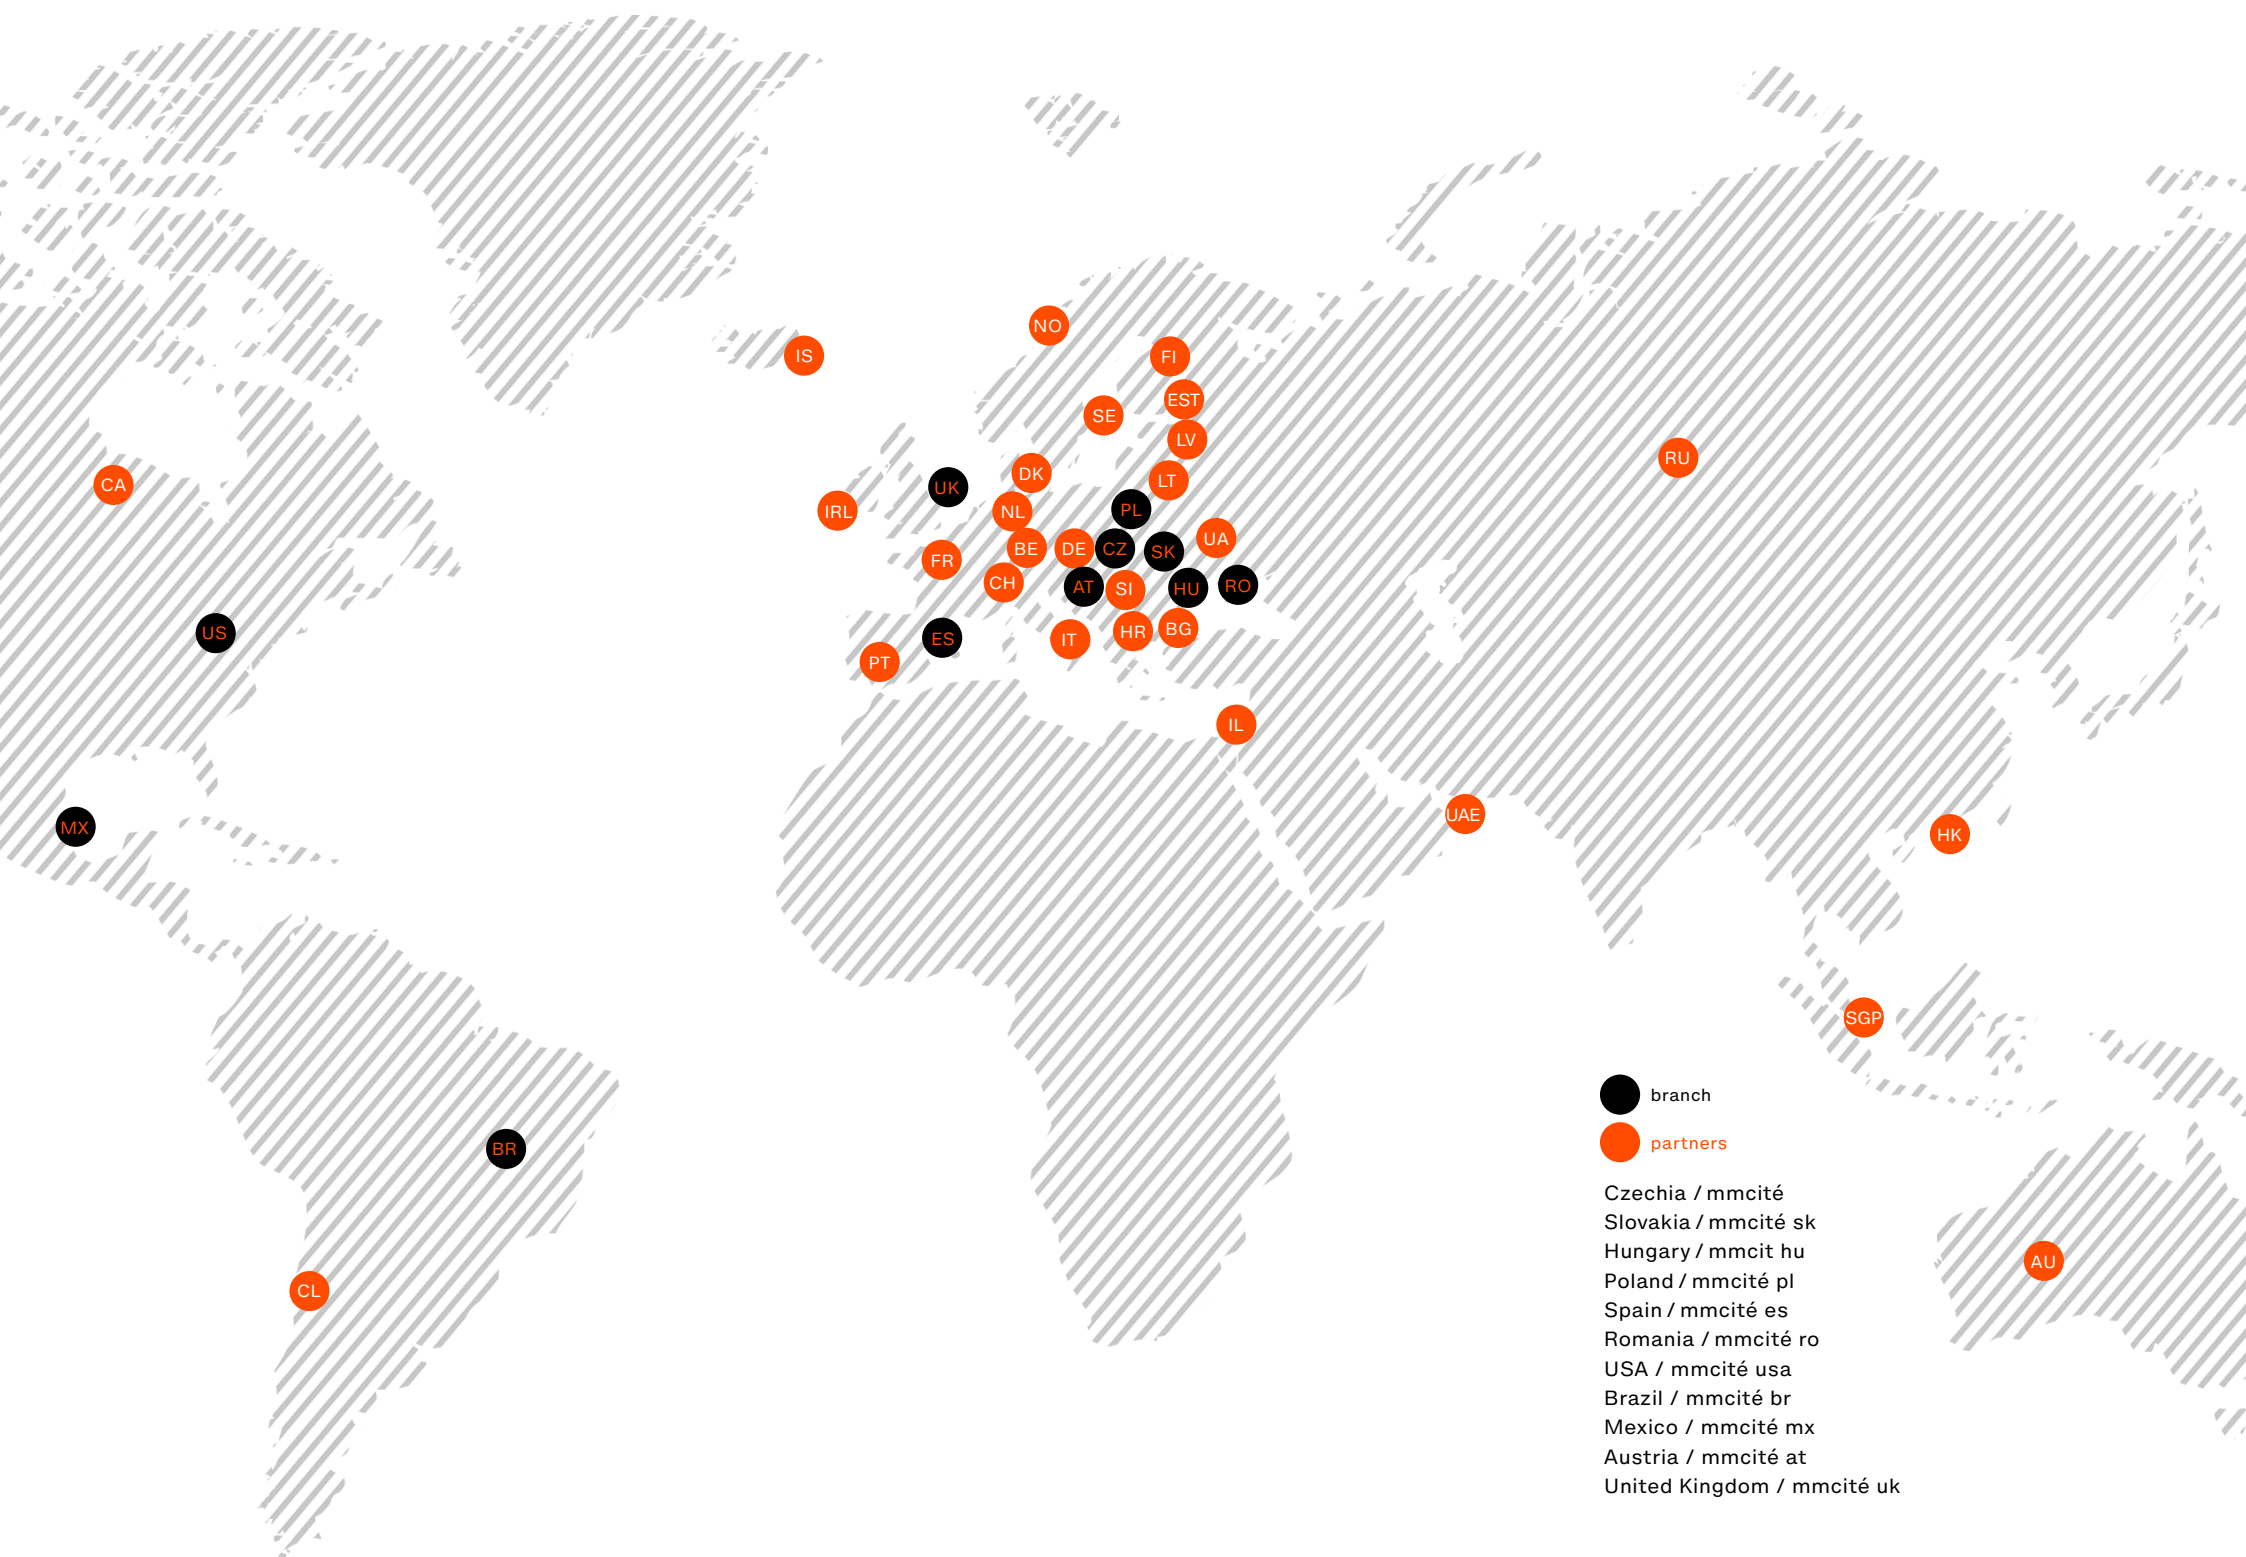 NO
IS
FI
EST
SE
LV
RU
DK
LT
CA
UK
PL
IRL
NL
UA
BE
DE
CZ
SK
FR
CH
AT
SI
HU
RO
US
ES
IT
HR
BG
PT
IL
UAE
MX
HK
SGP
branch
partners
BR
Czechia / mmcité
Slovakia / mmcité sk
Hungary / mmcit hu
AU
Poland / mmcité pl
CL
Spain / mmcité es
Romania / mmcité ro
USA / mmcité usa
Brazil / mmcité br
Mexico / mmcité mx
Austria / mmcité at
United Kingdom / mmcité uk